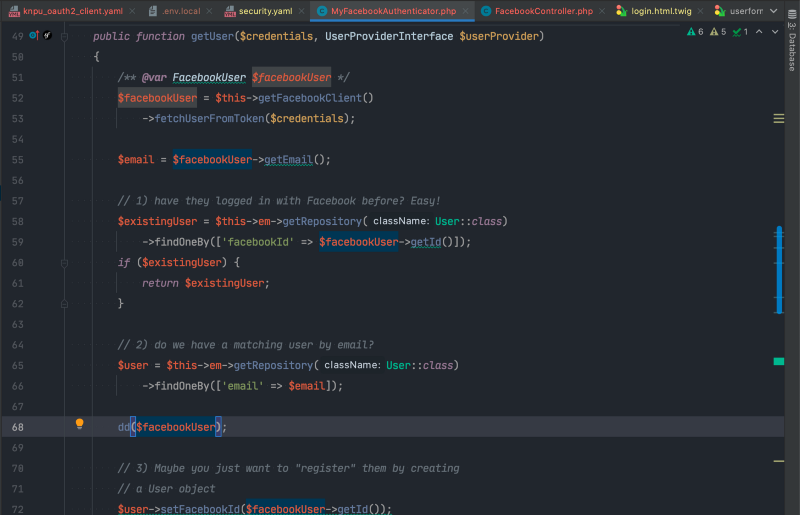 knpu_oauth2_client.yaml
.env.local
security.yaml
MyFacebookAuthenticator.php
FacebookController.php
login.html.twig
userform
3: Database
6 5 1
49 public function getUser($credentials, UserProviderInterface $userProvider)
50 {
51 /** @var FacebookUser $facebookUser */
52 $facebookUser = $this->getFacebookClient()
53 ->fetchUserFromToken($credentials);
54
55 $email = $facebookUser->getEmail();
56
57 // 1) have they logged in with Facebook before? Easy!
58 $existingUser = $this->em->getRepository( className: User::class)
59 ->findOneBy(['facebookId' => $facebookUser->getId()]);
60 if ($existingUser) {
61 return $existingUser;
62 }
63
64 // 2) do we have a matching user by email?
65 $user = $this->em->getRepository( className: User::class)
66 ->findOneBy(['email' => $email]);
67
68 dd($facebookUser);
69
70 // 3) Maybe you just want to "register" them by creating
71 // a User object
72 $user->setFacebookId($facebookUser->getId());